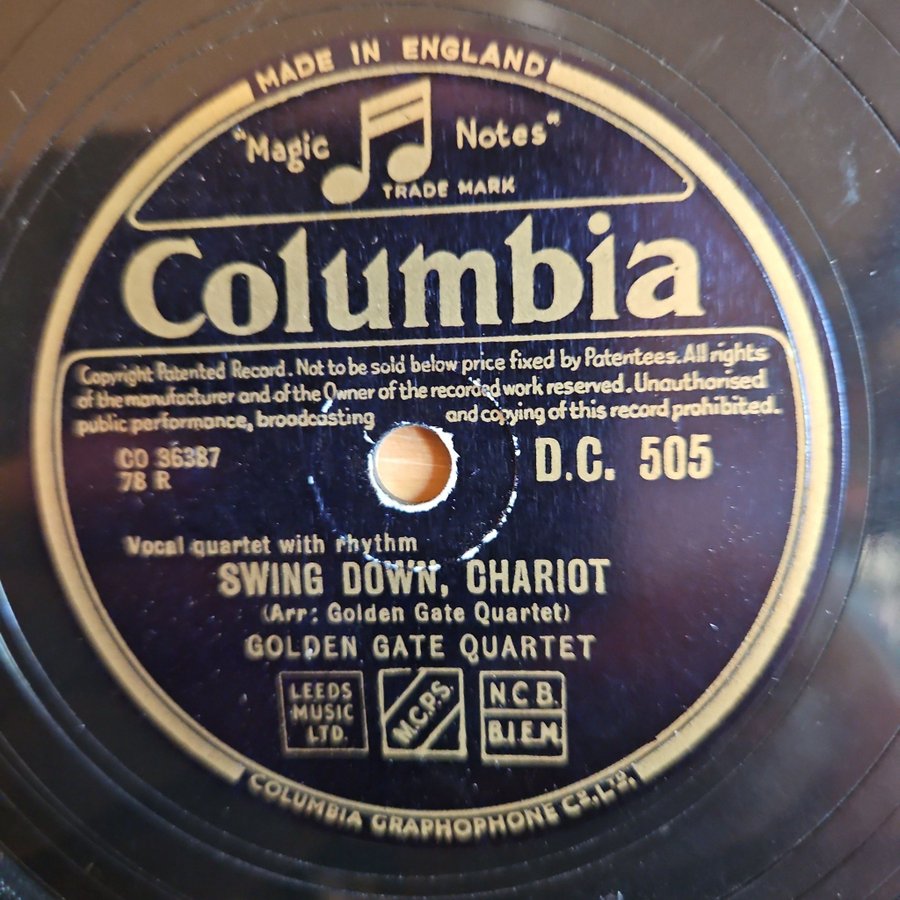 MADE IN ENGLAND
"Magic Notes"
TRADE MARK
Columbia
Copyright Patented Record. Not to be sold below price fixed by Patentees. All rights
of the manufacturer and of the Owner of the recorded work reserved. Unauthorised
public performance, broadcasting and copying of this record prohibited.
CO 36387
78 R
D.C. 505
Vocal quartet with rhythm
SWING DOWN, CHARIOT
(Arr: Golden Gate Quartet)
GOLDEN GATE QUARTET
LEEDS
MUSIC
LTD.
M.C.P.S.
N.C B.
B.I.E.M.
COLUMBIA GRAPHOPHONE CO. LTD.